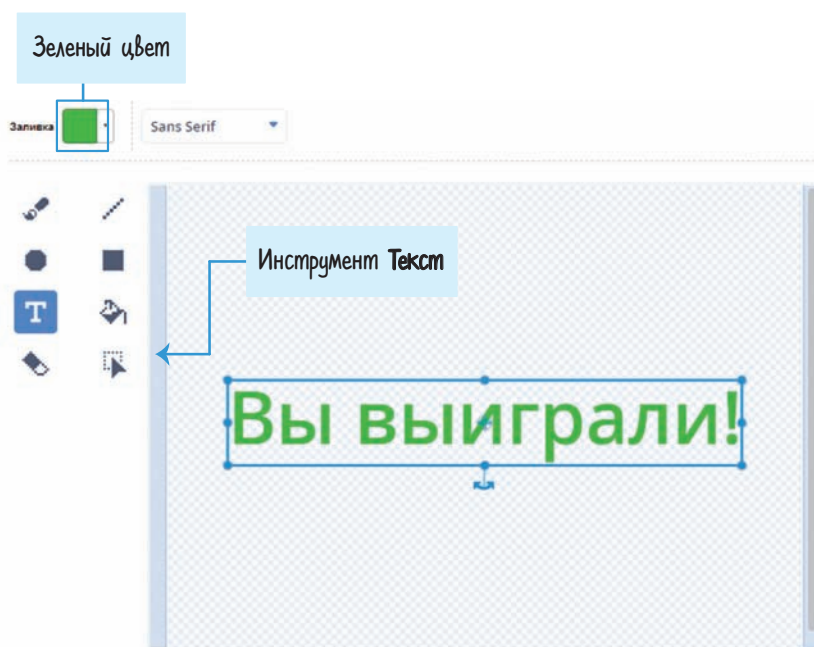 Зеленый цвет
Заливка
Sans Serif
Инструмент Текст
T
Вы выиграли!